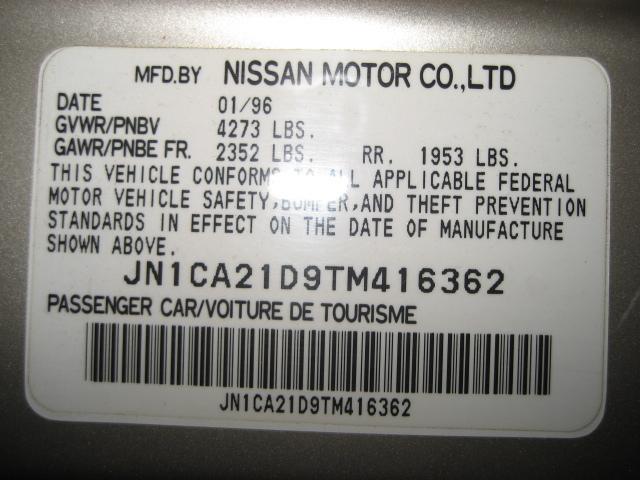 MFD.BY NISSAN MOTOR CO.,LTD
DATE 01/96
GVWR/PNBV 4273 LBS.
GAWR/PNBE FR. 2352 LBS. RR. 1953 LBS.
THIS VEHICLE CONFORMS TO ALL APPLICABLE FEDERAL
MOTOR VEHICLE SAFETY,BUMPER,AND THEFT PREVENTION
STANDARDS IN EFFECT ON THE DATE OF MANUFACTURE
SHOWN ABOVE.
JN1CA21D9TM416362
PASSENGER CAR/VOITURE DE TOURISME
JN1CA21D9TM416362